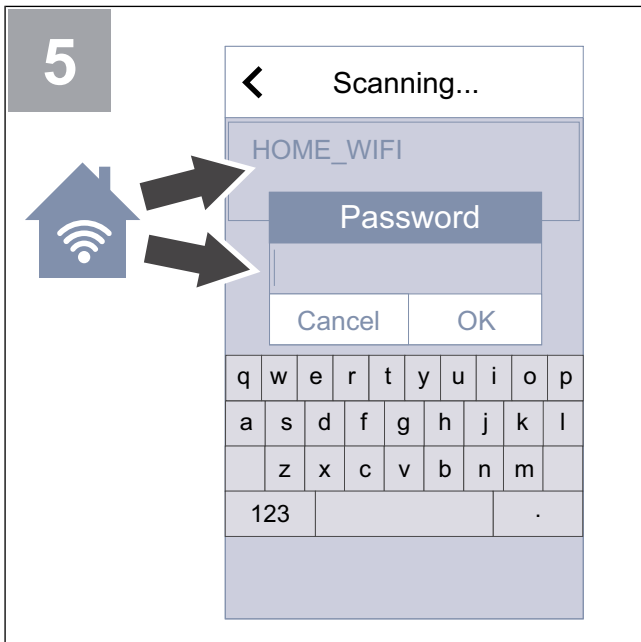 5
Scanning...
HOME_WIFI
Password
Cancel OK
q w e r t y u i o p
a s d f g h j k l
z x c v b n m
123 .